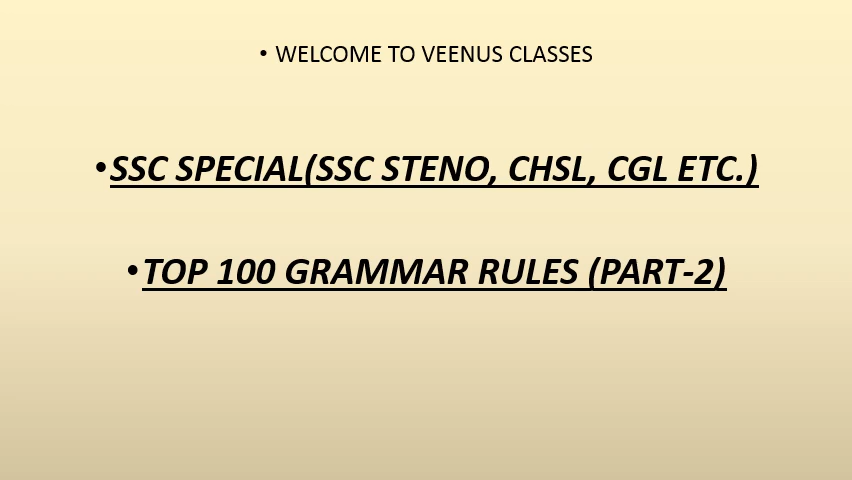 • WELCOME TO VEENUS CLASSES
• SSC SPECIAL(SSC STENO, CHSL, CGL ETC.)
• TOP 100 GRAMMAR RULES (PART-2)